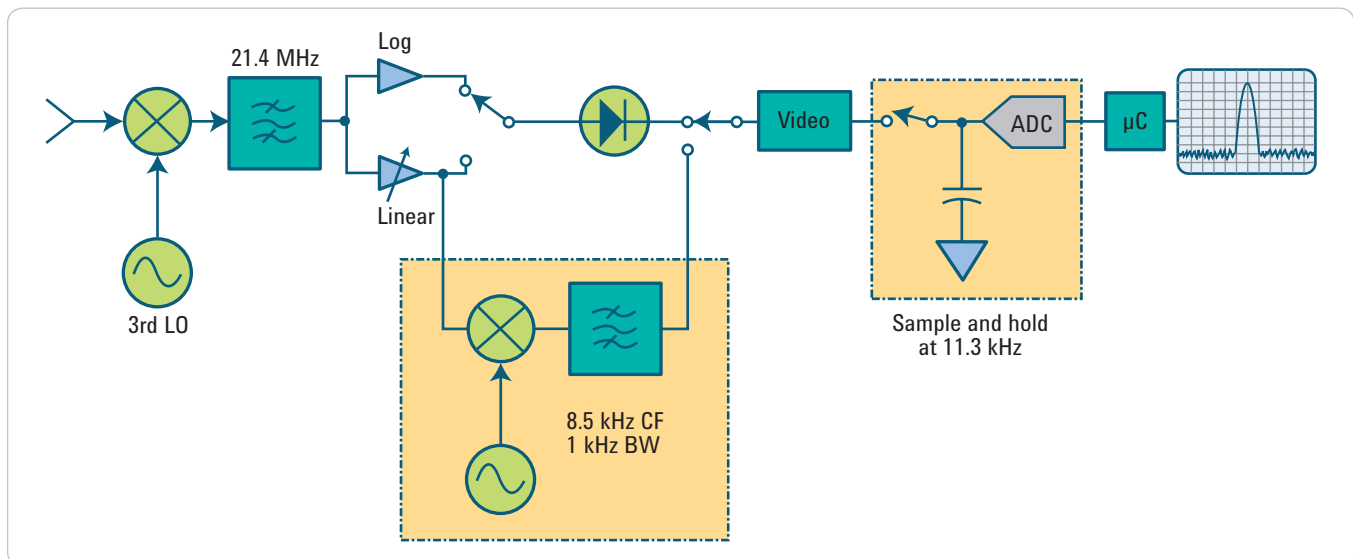 Log
21.4 MHz
Linear
3rd LO
8.5 kHz CF
1 kHz BW
Video
ADC
µC
Sample and hold
at 11.3 kHz